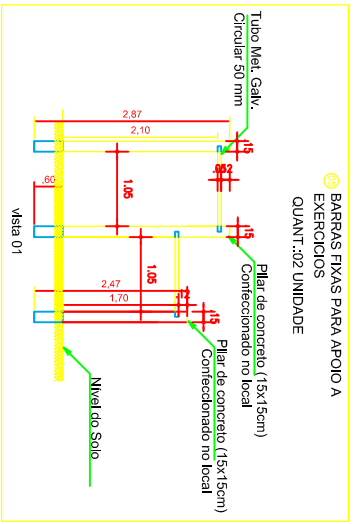 05 BARRAS FIXAS PARA APOIO A
EXERCICIOS
QUANT.:02 UNIDADE
Tubo Met. Galv.
Circular 50 mm
Pilar de concreto (15x15cm)
Confeccionado no local
Pilar de concreto (15x15cm)
Confeccionado no local
2,87
2,10
,60
,15
.052
,15
1.05
1.05
2,47
1,70
,12
,15
Nivel do Solo
vista 01